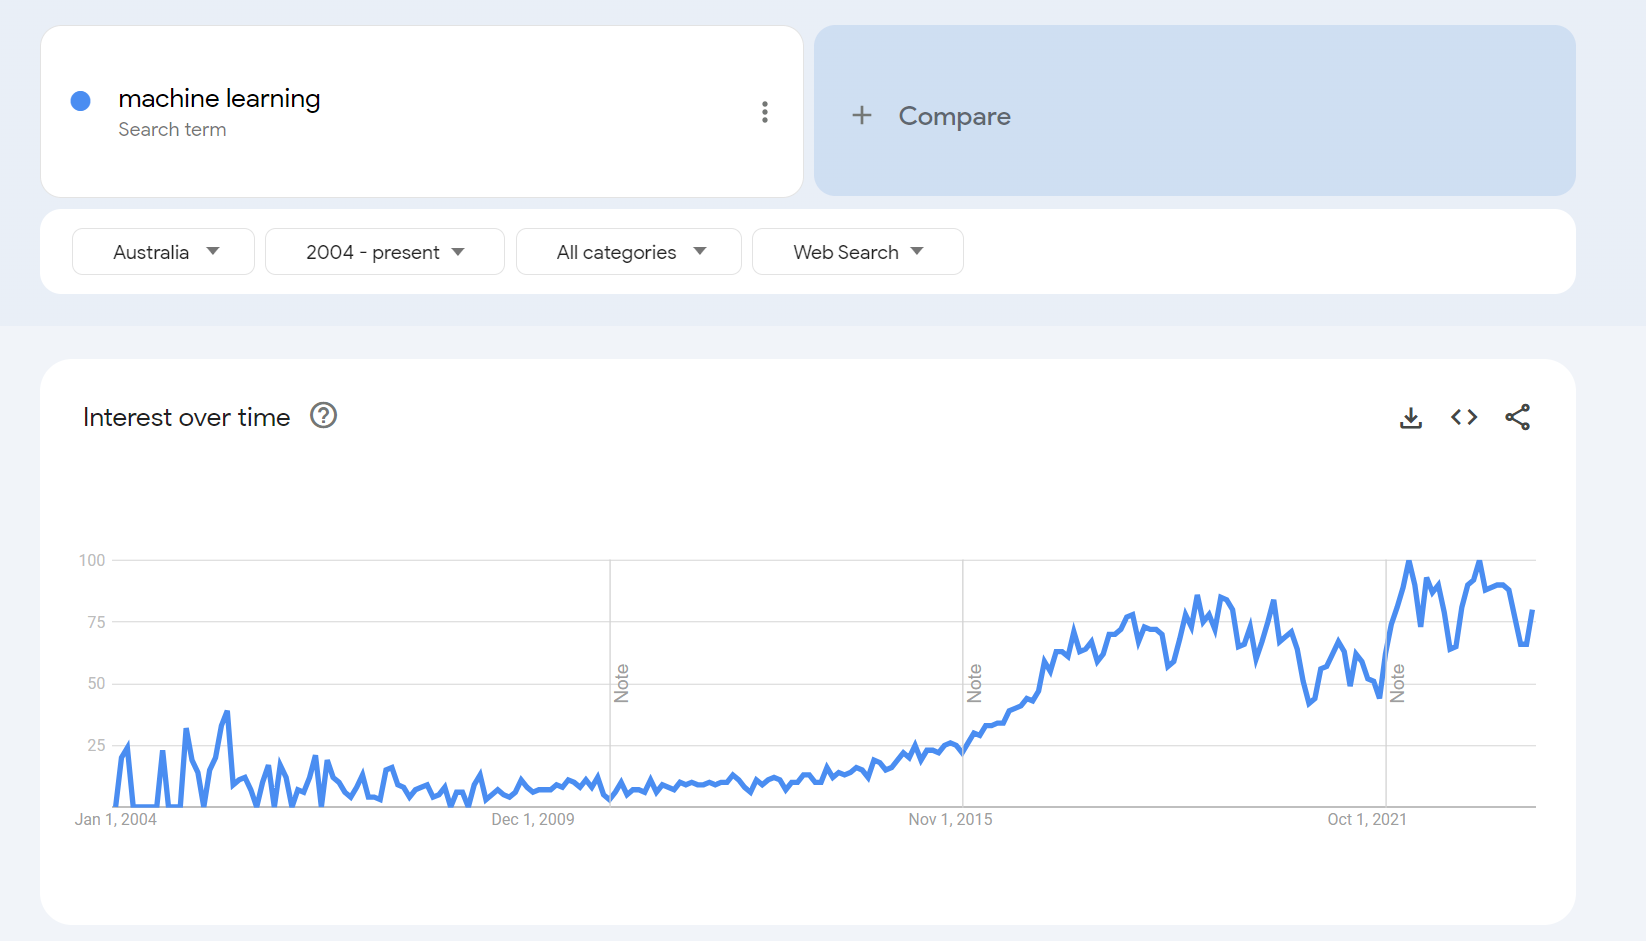 machine learning
Search term
+ Compare
Australia
2004 - present
All categories
Web Search
Interest over time
?
100
75
50
25
Note
Note
Note
Jan 1, 2004
Dec 1, 2009
Nov 1, 2015
Oct 1, 2021